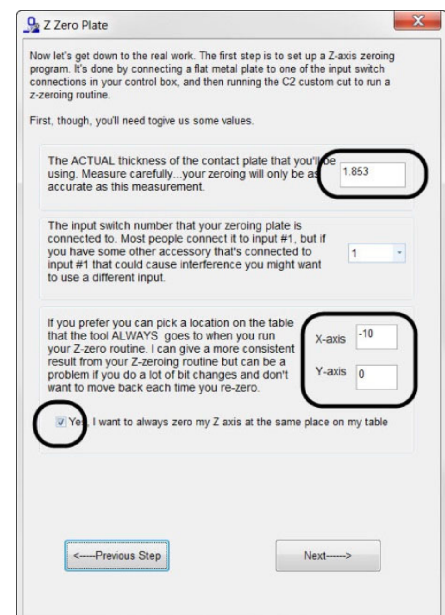 Z Zero Plate
Now let's get down to the real work. The first step is to set up a Z-axis zeroing
program. It's done by connecting a flat metal plate to one of the input switch
connections in your control box, and then running the C2 custom cut to run a
z-zeroing routine.
First, though, you'll need togive us some values.
The ACTUAL thickness of the contact plate that you'll be
using. Measure carefully...your zeroing will only be as
accurate as this measurement.
1.853
The input switch number that your zeroing plate is
connected to. Most people connect it to input #1, but if
you have some other accessory that's connected to
input #1 that could cause interference you might want
to use a different input.
1
If you prefer you can pick a location on the table
that the tool ALWAYS goes to when you run
your Z-zero routine. I can give a more consistent
result from your Z-zeroing routine but can be a
problem if you do a lot of bit changes and don't
want to move back each time you re-zero.
X-axis -10
Y-axis 0
Yes, I want to always zero my Z axis at the same place on my table
<-----Previous Step
Next----->